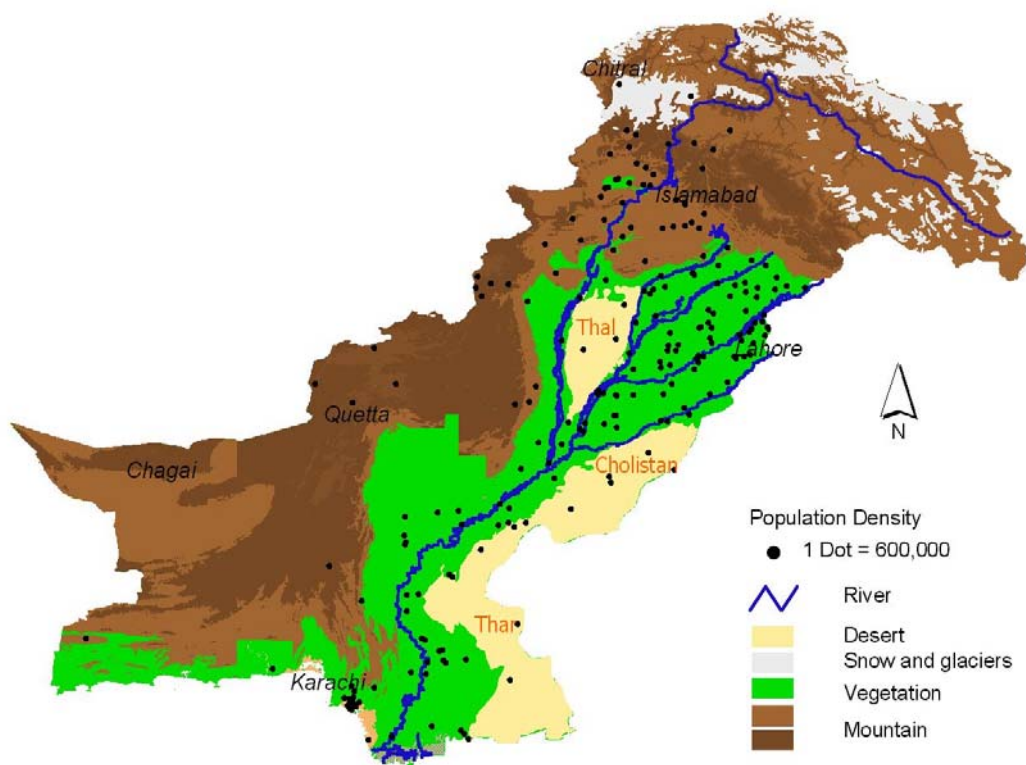 Chitral
Islamabad
Thal
Lahore
Quetta
N
Chagai
Cholistan
Population Density
1 Dot = 600,000
River
Thar
Desert
Snow and glaciers
Karachi
Vegetation
Mountain